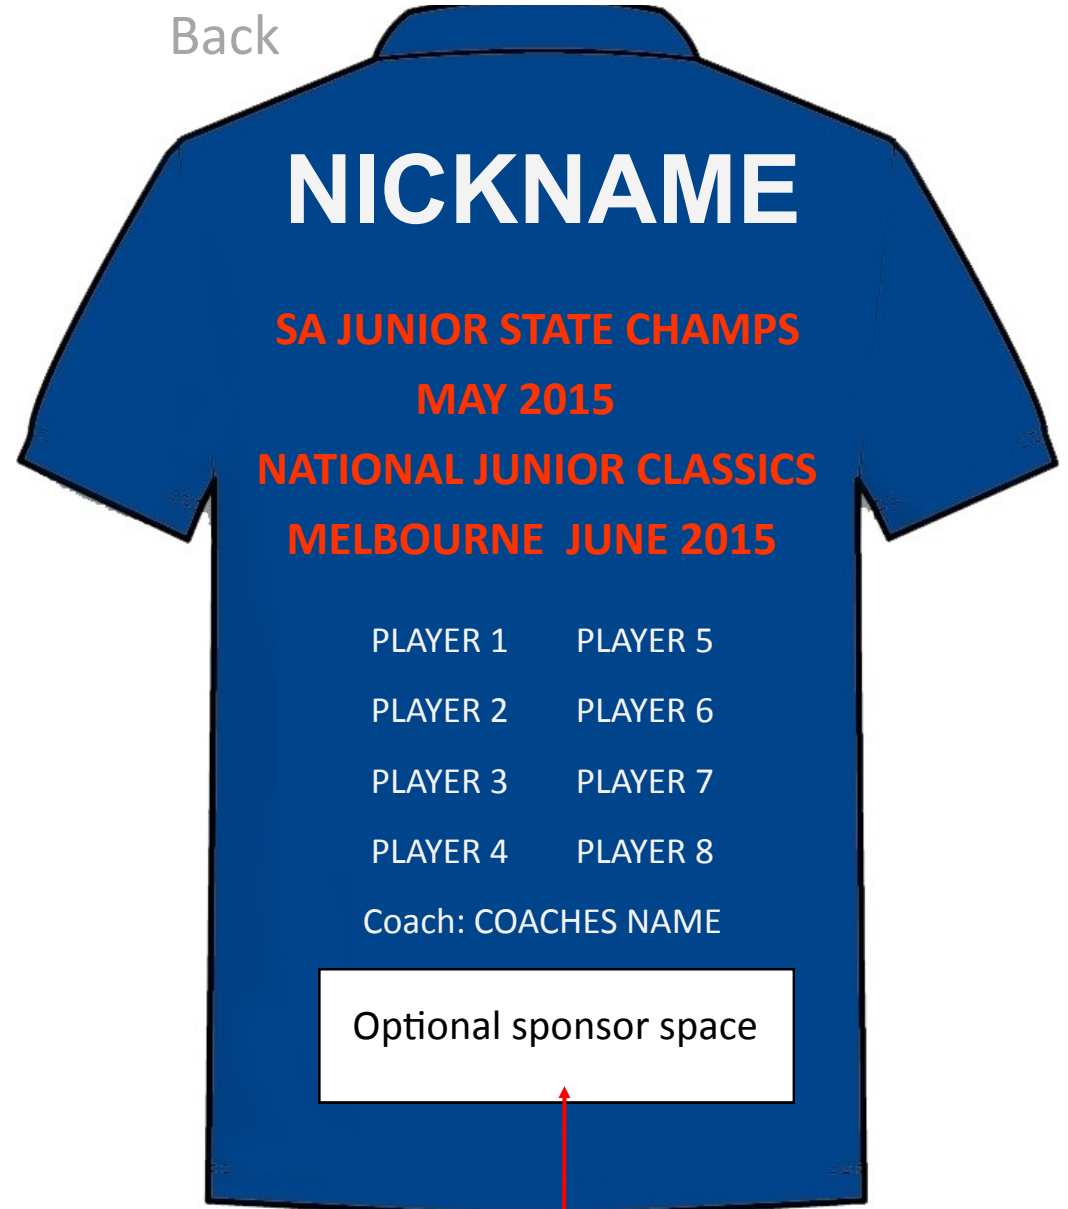 Back
NICKNAME
SA JUNIOR STATE CHAMPS
MAY 2015
NATIONAL JUNIOR CLASSICS
MELBOURNE  JUNE 2015
PLAYER 1 PLAYER 5
PLAYER 2 PLAYER 6
PLAYER 3 PLAYER 7
PLAYER 4 PLAYER 8
Coach: COACHES NAME
Optional sponsor space